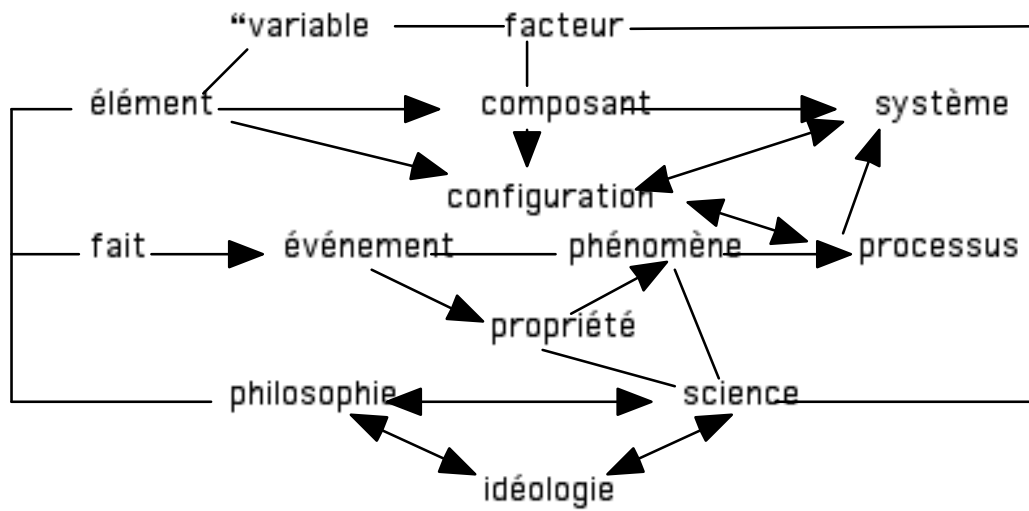 “variable facteur
élément composant système
configuration
fait événement phénomène processus
propriété
philosophie science
idéologie